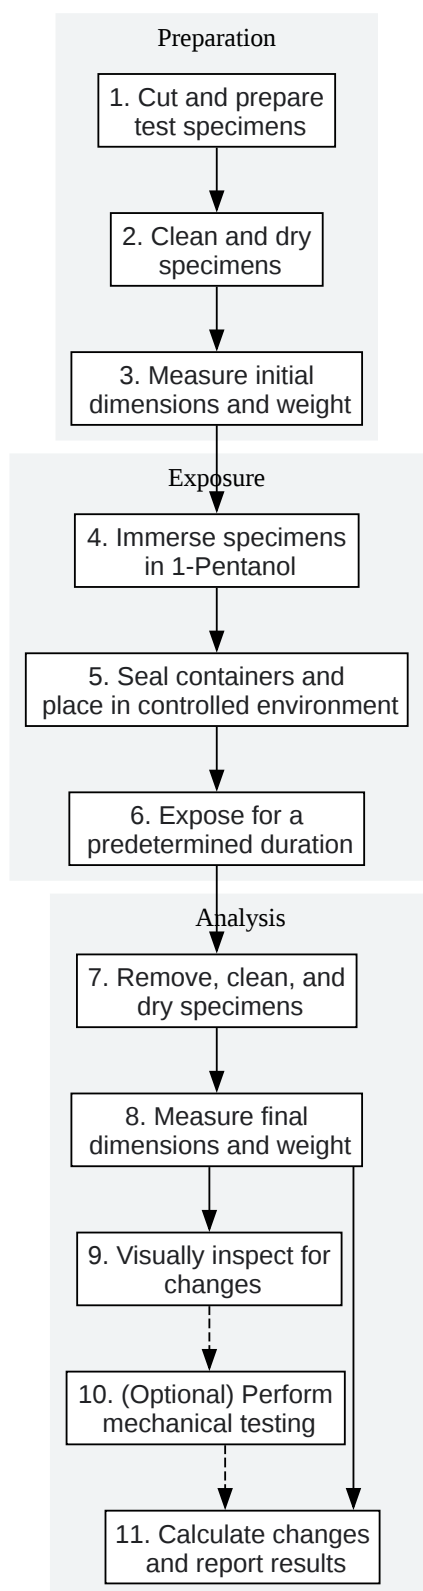 Preparation
1. Cut and prepare
test specimens
2. Clean and dry
specimens
3. Measure initial
dimensions and weight
Exposure
4. Immerse specimens
in 1-Pentanol
5. Seal containers and
place in controlled environment
6. Expose for a
predetermined duration
Analysis
7. Remove, clean, and
dry specimens
8. Measure final
dimensions and weight
9. Visually inspect for
changes
10. (Optional) Perform
mechanical testing
11. Calculate changes
and report results